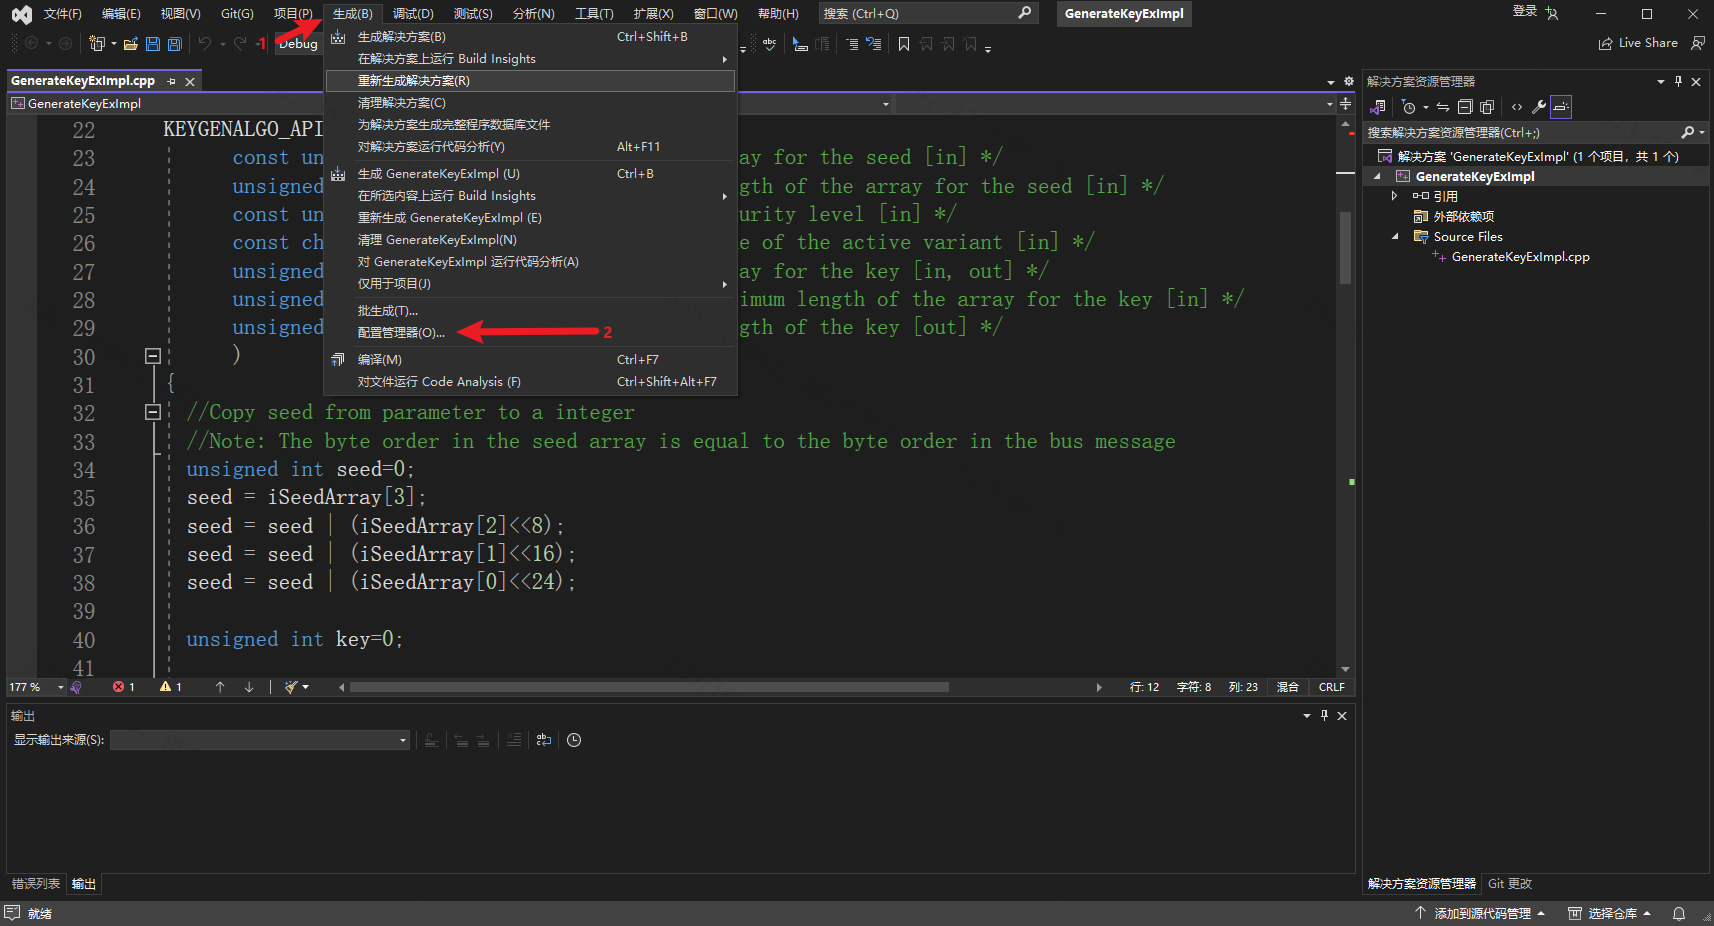 文件(F) 编辑(E) 视图(V) Git(G) 项目(P) 生成(B) 调试(D) 测试(S) 分析(N) 工具(T) 扩展(X) 窗口(W) 帮助(H) 搜索 (Ctrl+Q) GenerateKeyExImpl 登录
1 Debug
Live Share
生成解决方案(B) Ctrl+Shift+B
在解决方案上运行 Build Insights
重新生成解决方案(R)
清理解决方案(C)
为解决方案生成完整程序数据库文件
对解决方案运行代码分析(Y) Alt+F11
生成 GenerateKeyExImpl (U) Ctrl+B
在所选内容上运行 Build Insights
重新生成 GenerateKeyExImpl (E)
清理 GenerateKeyExImpl(N)
对 GenerateKeyExImpl 运行代码分析(A)
仅用于项目(J)
批生成(T)...
配置管理器(O)... 2
编译(M) Ctrl+F7
对文件运行 Code Analysis (F) Ctrl+Shift+Alt+F7
GenerateKeyExImpl.cpp
GenerateKeyExImpl
22 KEYGENALGO_API
23 const un ay for the seed [in] */
24 unsigned gth of the array for the seed [in] */
25 const un urity level [in] */
26 const ch e of the active variant [in] */
27 unsigned ay for the key [in, out] */
28 unsigned imum length of the array for the key [in] */
29 unsigned gth of the key [out] */
30 )
31 {
32 //Copy seed from parameter to a integer
33 //Note: The byte order in the seed array is equal to the byte order in the bus message
34 unsigned int seed=0;
35 seed = iSeedArray[3];
36 seed = seed | (iSeedArray[2]<<8);
37 seed = seed | (iSeedArray[1]<<16);
38 seed = seed | (iSeedArray[0]<<24);
39
40 unsigned int key=0;
41
177 % 1 1 行: 12 字符: 8 列: 23 混合 CRLF
输出
显示输出来源(S):
错误列表 输出
解决方案资源管理器
搜索解决方案资源管理器(Ctrl+;)
解决方案 'GenerateKeyExImpl' (1 个项目，共 1 个)
GenerateKeyExImpl
引用
外部依赖项
Source Files
GenerateKeyExImpl.cpp
解决方案资源管理器 Git 更改
就绪 添加到源代码管理 选择仓库